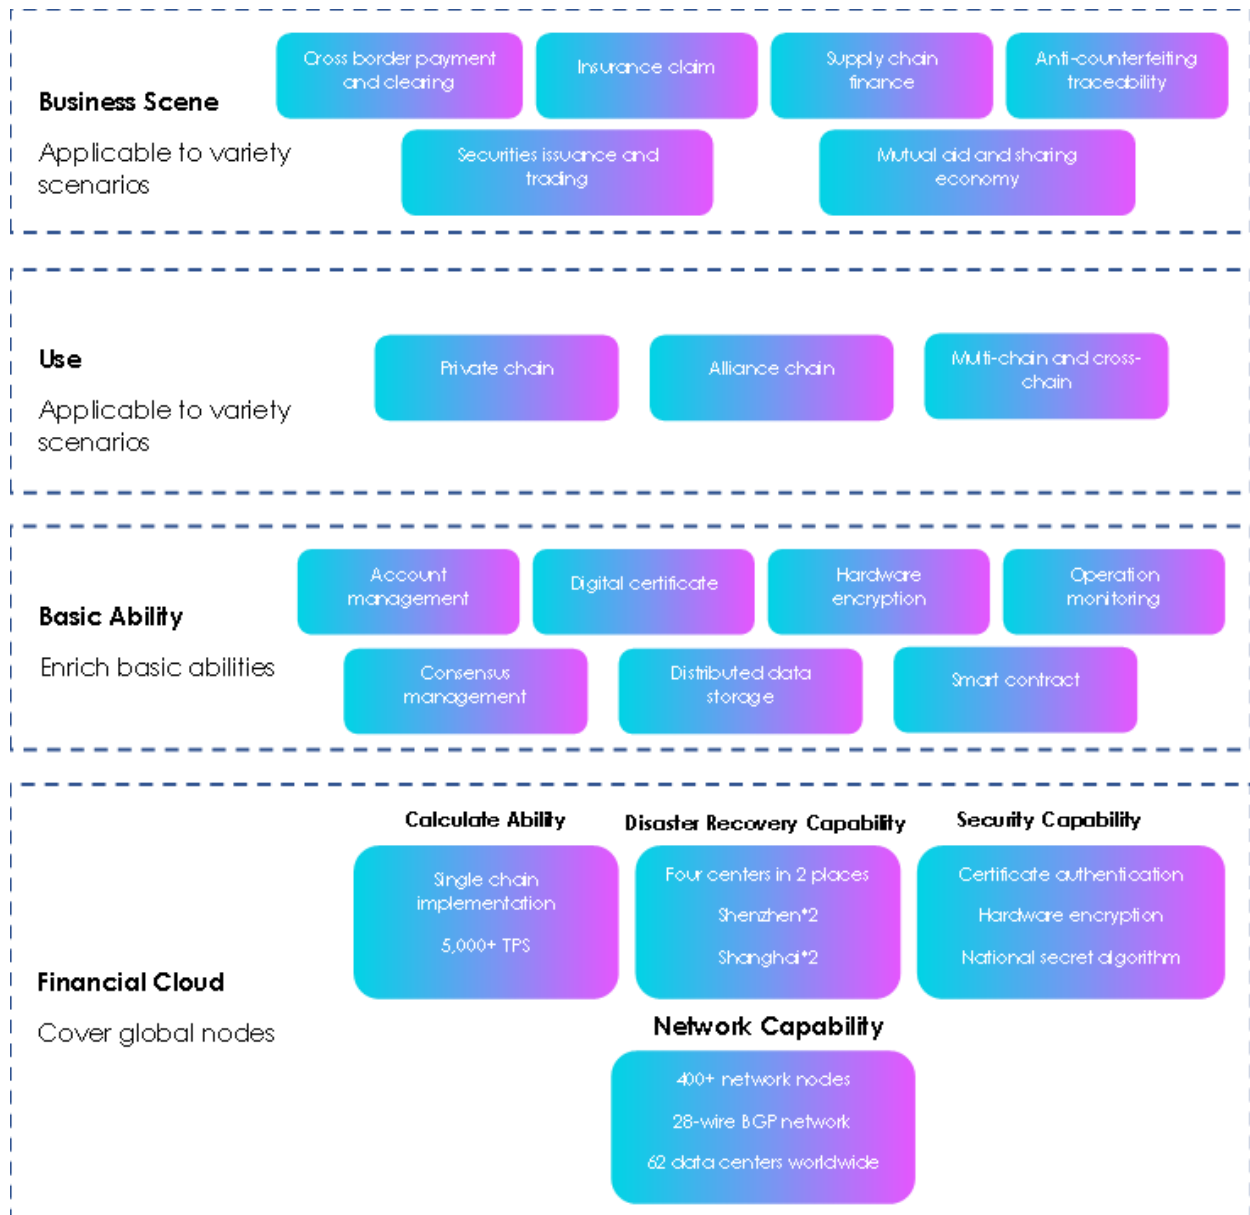 Business Scene
Applicable to variety
scenarios
Cross border payment
and clearing
Insurance claim
Supply chain
finance
Anti-counterfeiting
traceability
Securities issuance and
trading
Mutual aid and sharing
economy
Use
Applicable to variety
scenarios
Private chain
Alliance chain
Multi-chain and cross-
chain
Basic Ability
Enrich basic abilities
Account
management
Digital certificate
Hardware
encryption
Operation
monitoring
Consensus
management
Distributed data
storage
Smart contract
Financial Cloud
Cover global nodes
Calculate Ability
Single chain
implementation
5,000+ TPS
Disaster Recovery Capability
Four centers in 2 places
Shenzhen*2
Shanghai*2
Security Capability
Certificate authentication
Hardware encryption
National secret algorithm
Network Capability
400+ network nodes
28-wire BGP network
62 data centers worldwide